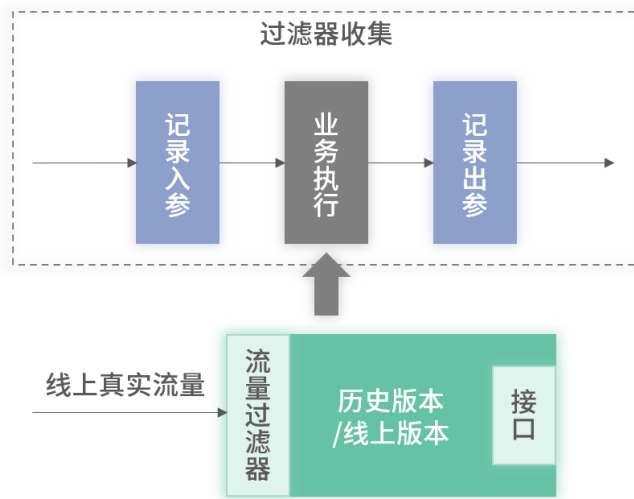 过滤器收集
记录入参
业务执行
记录出参
线上真实流量
流量过滤器
历史版本
/线上版本
接口